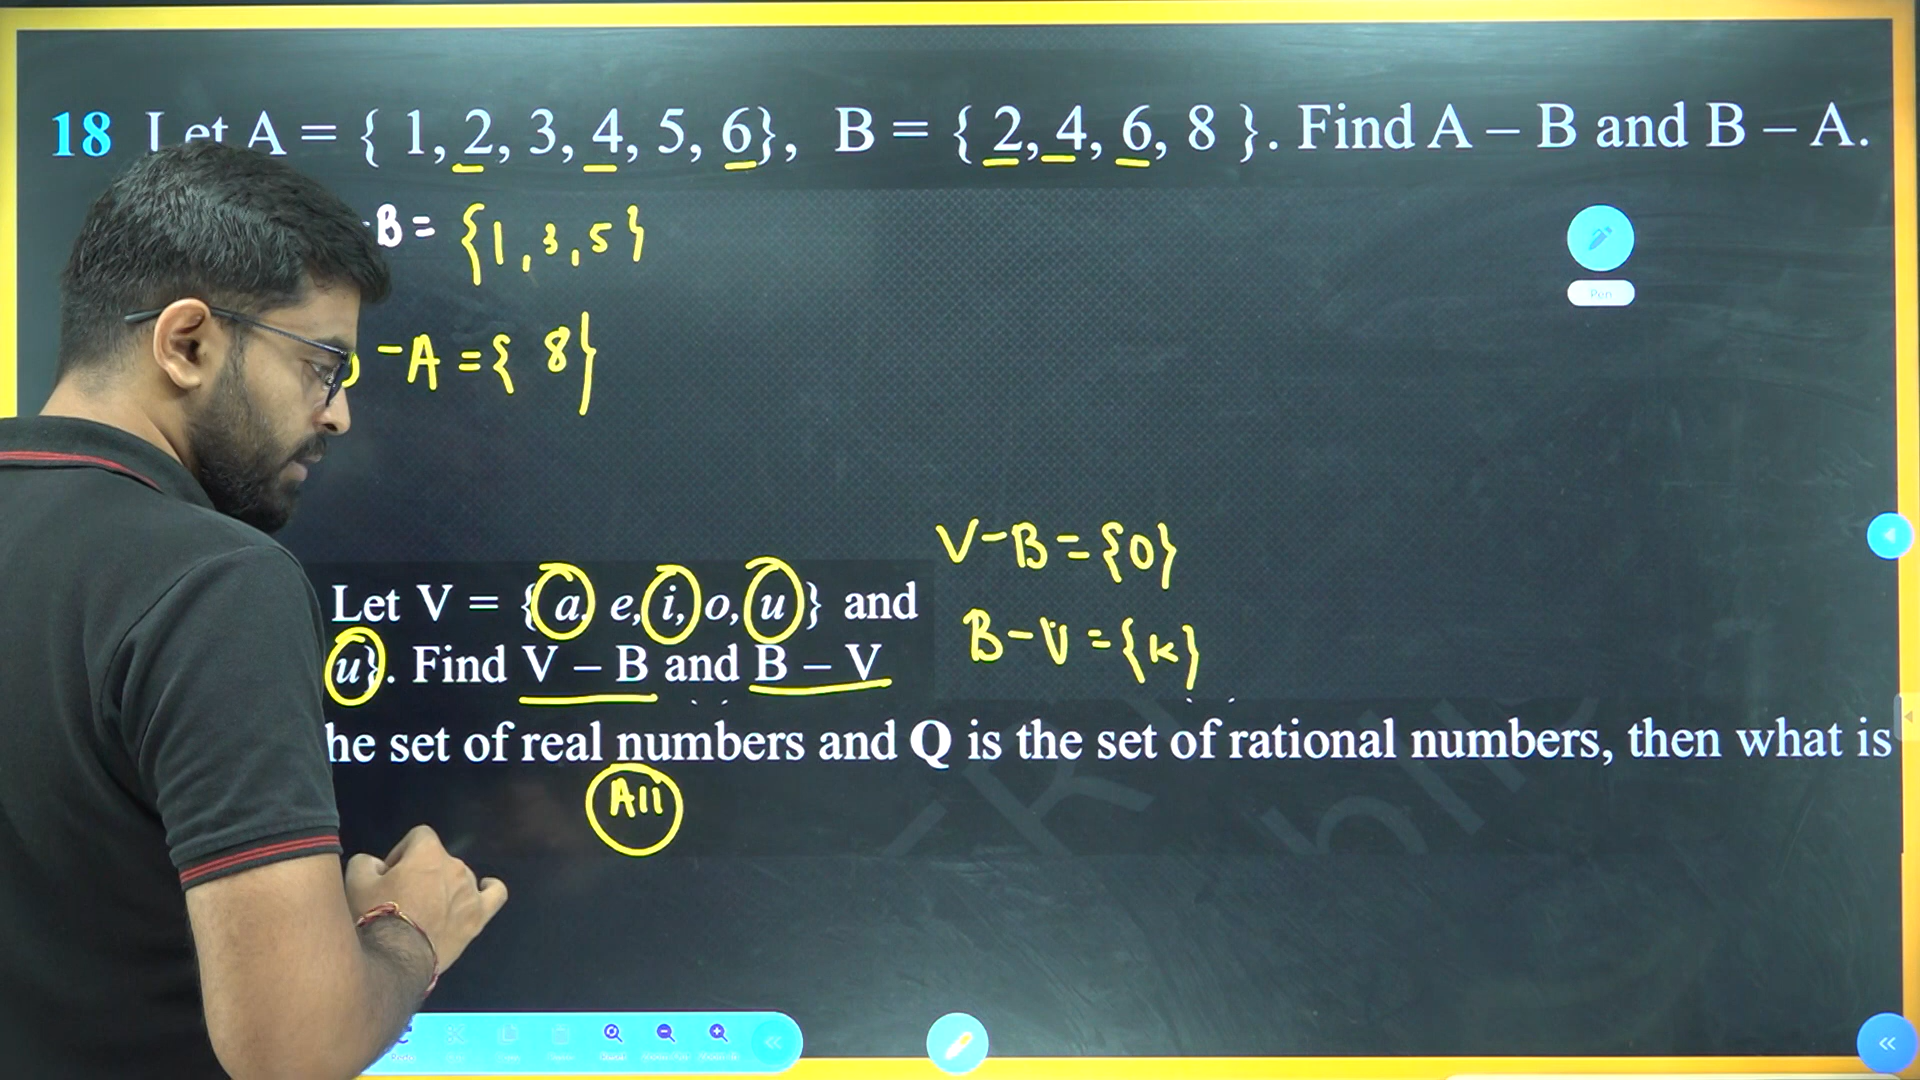 18 Let A = { 1, 2, 3, 4, 5, 6}, B = { 2, 4, 6, 8 }. Find A – B and B – A.
-B = {1, 3, 5}
-A = { 8}
V-B = {0}
Let V = { a, e, i, o, u } and
B-V = {k}
u}. Find V – B and B – V
he set of real numbers and Q is the set of rational numbers, then what is
All
Pen